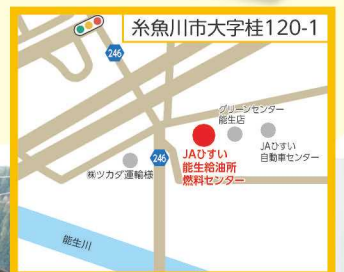 糸魚川市大字桂120-1
246
グリーンセンター
能生店
246
JAひすい
能生給油所
燃料センター
JAひすい
自動車センター
㈱ツカダ運輸様
能生川